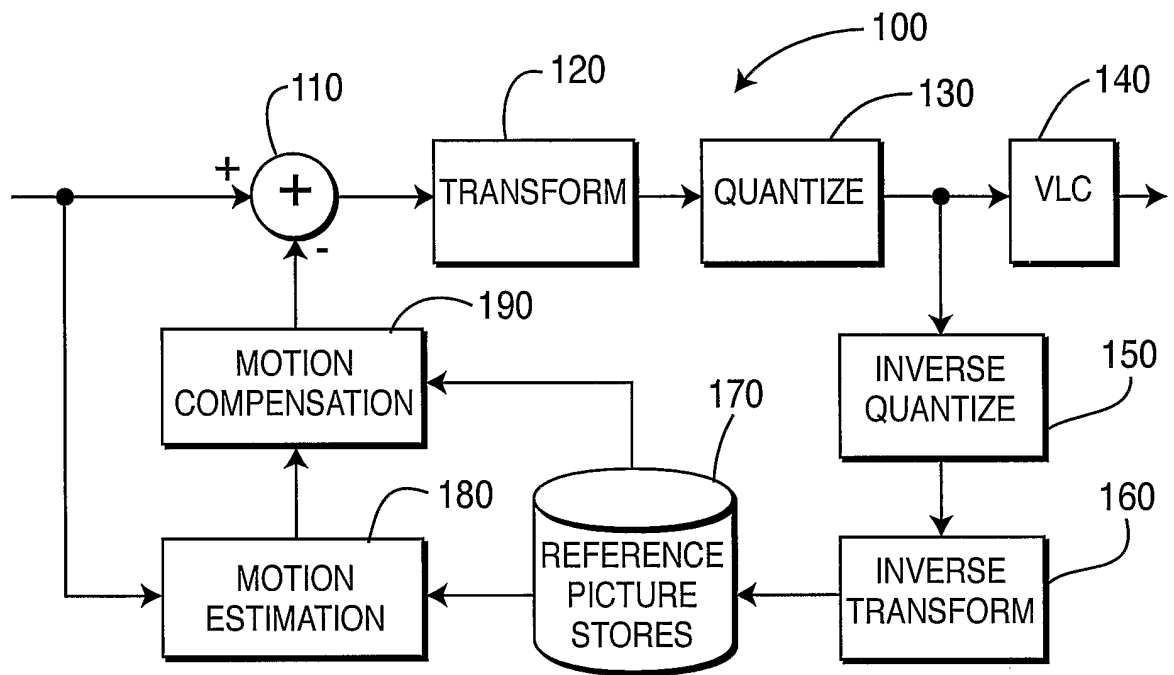 100
110
120
130
140
+
+
TRANSFORM
QUANTIZE
VLC
-
190
MOTION
COMPENSATION
170
INVERSE
QUANTIZE
150
180
MOTION
ESTIMATION
REFERENCE
PICTURE
STORES
160
INVERSE
TRANSFORM